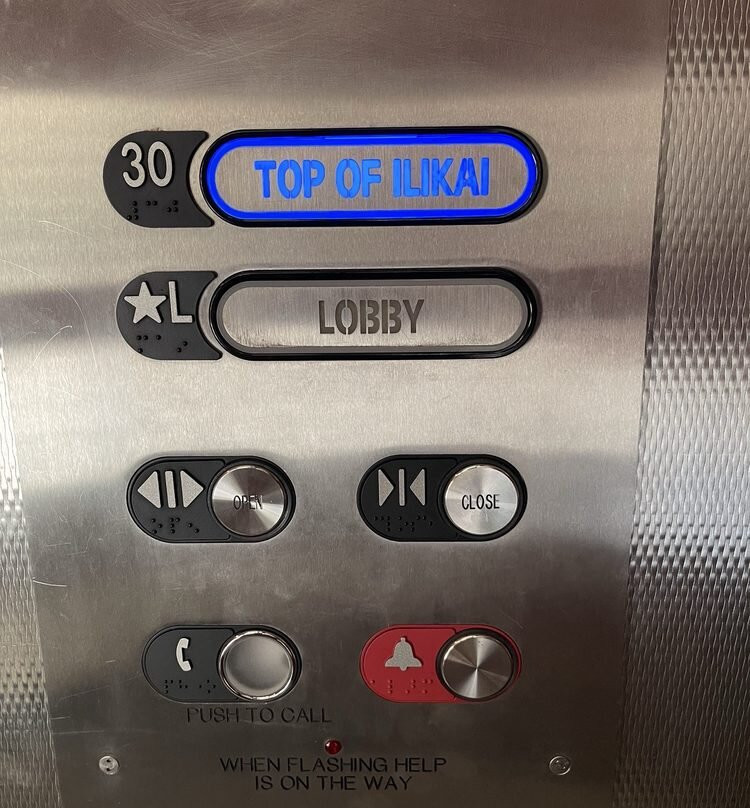 30 TOP OF ILIKAI
★L LOBBY
OPEN CLOSE
PUSH TO CALL
WHEN FLASHING HELP
IS ON THE WAY